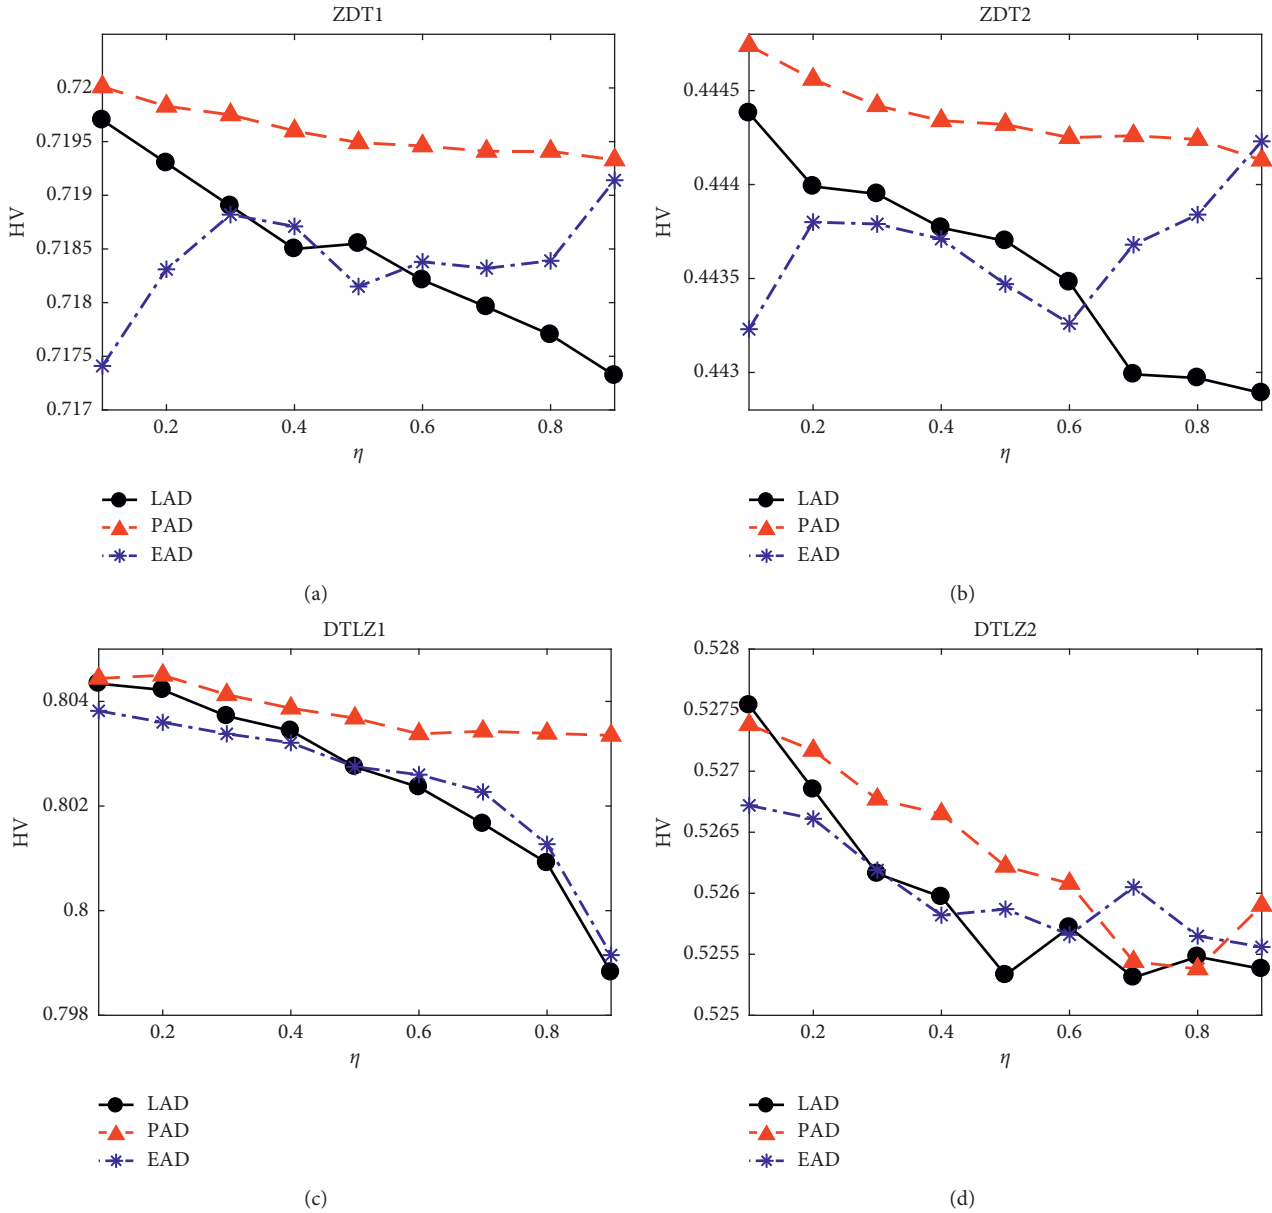 ZDT1
0.72
0.7195
0.719
0.7185
0.718
0.7175
0.717
HV
0.2 0.4 0.6 0.8
η
LAD
PAD
EAD
(a)
ZDT2
0.4445
0.444
0.4435
0.443
HV
0.2 0.4 0.6 0.8
η
LAD
PAD
EAD
(b)
DTLZ1
0.804
0.802
0.8
0.798
HV
0.2 0.4 0.6 0.8
η
LAD
PAD
EAD
(c)
DTLZ2
0.528
0.5275
0.527
0.5265
0.526
0.5255
0.525
HV
0.2 0.4 0.6 0.8
η
LAD
PAD
EAD
(d)